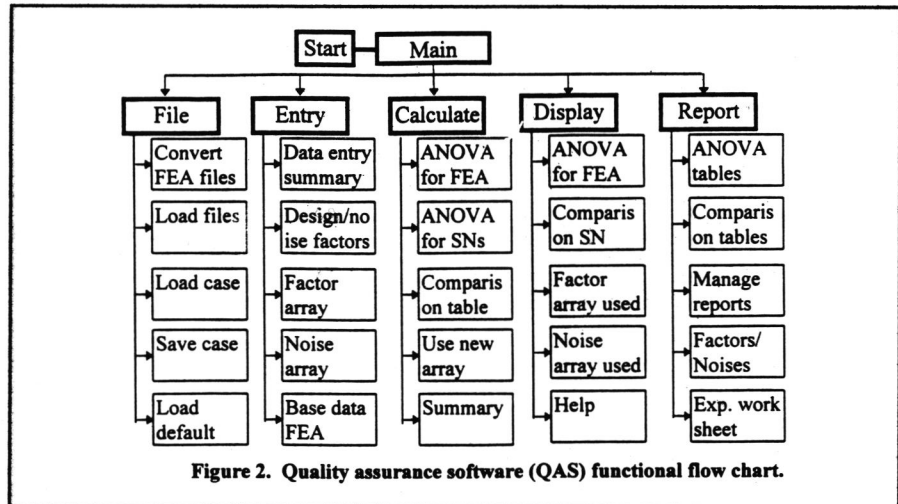 Start
Main
File
Entry
Calculate
Display
Report
Convert
FEA files
Load files
Load case
Save case
Load
default
Data entry
summary
Design/no
ise factors
Factor
array
Noise
array
Base data
FEA
ANOVA
for FEA
ANOVA
for SNs
Comparis
on table
Use new
array
Summary
ANOVA
for FEA
Comparis
on SN
Factor
array used
Noise
array used
Help
ANOVA
tables
Comparis
on tables
Manage
reports
Factors/
Noises
Exp. work
sheet
Figure 2. Quality assurance software (QAS) functional flow chart.